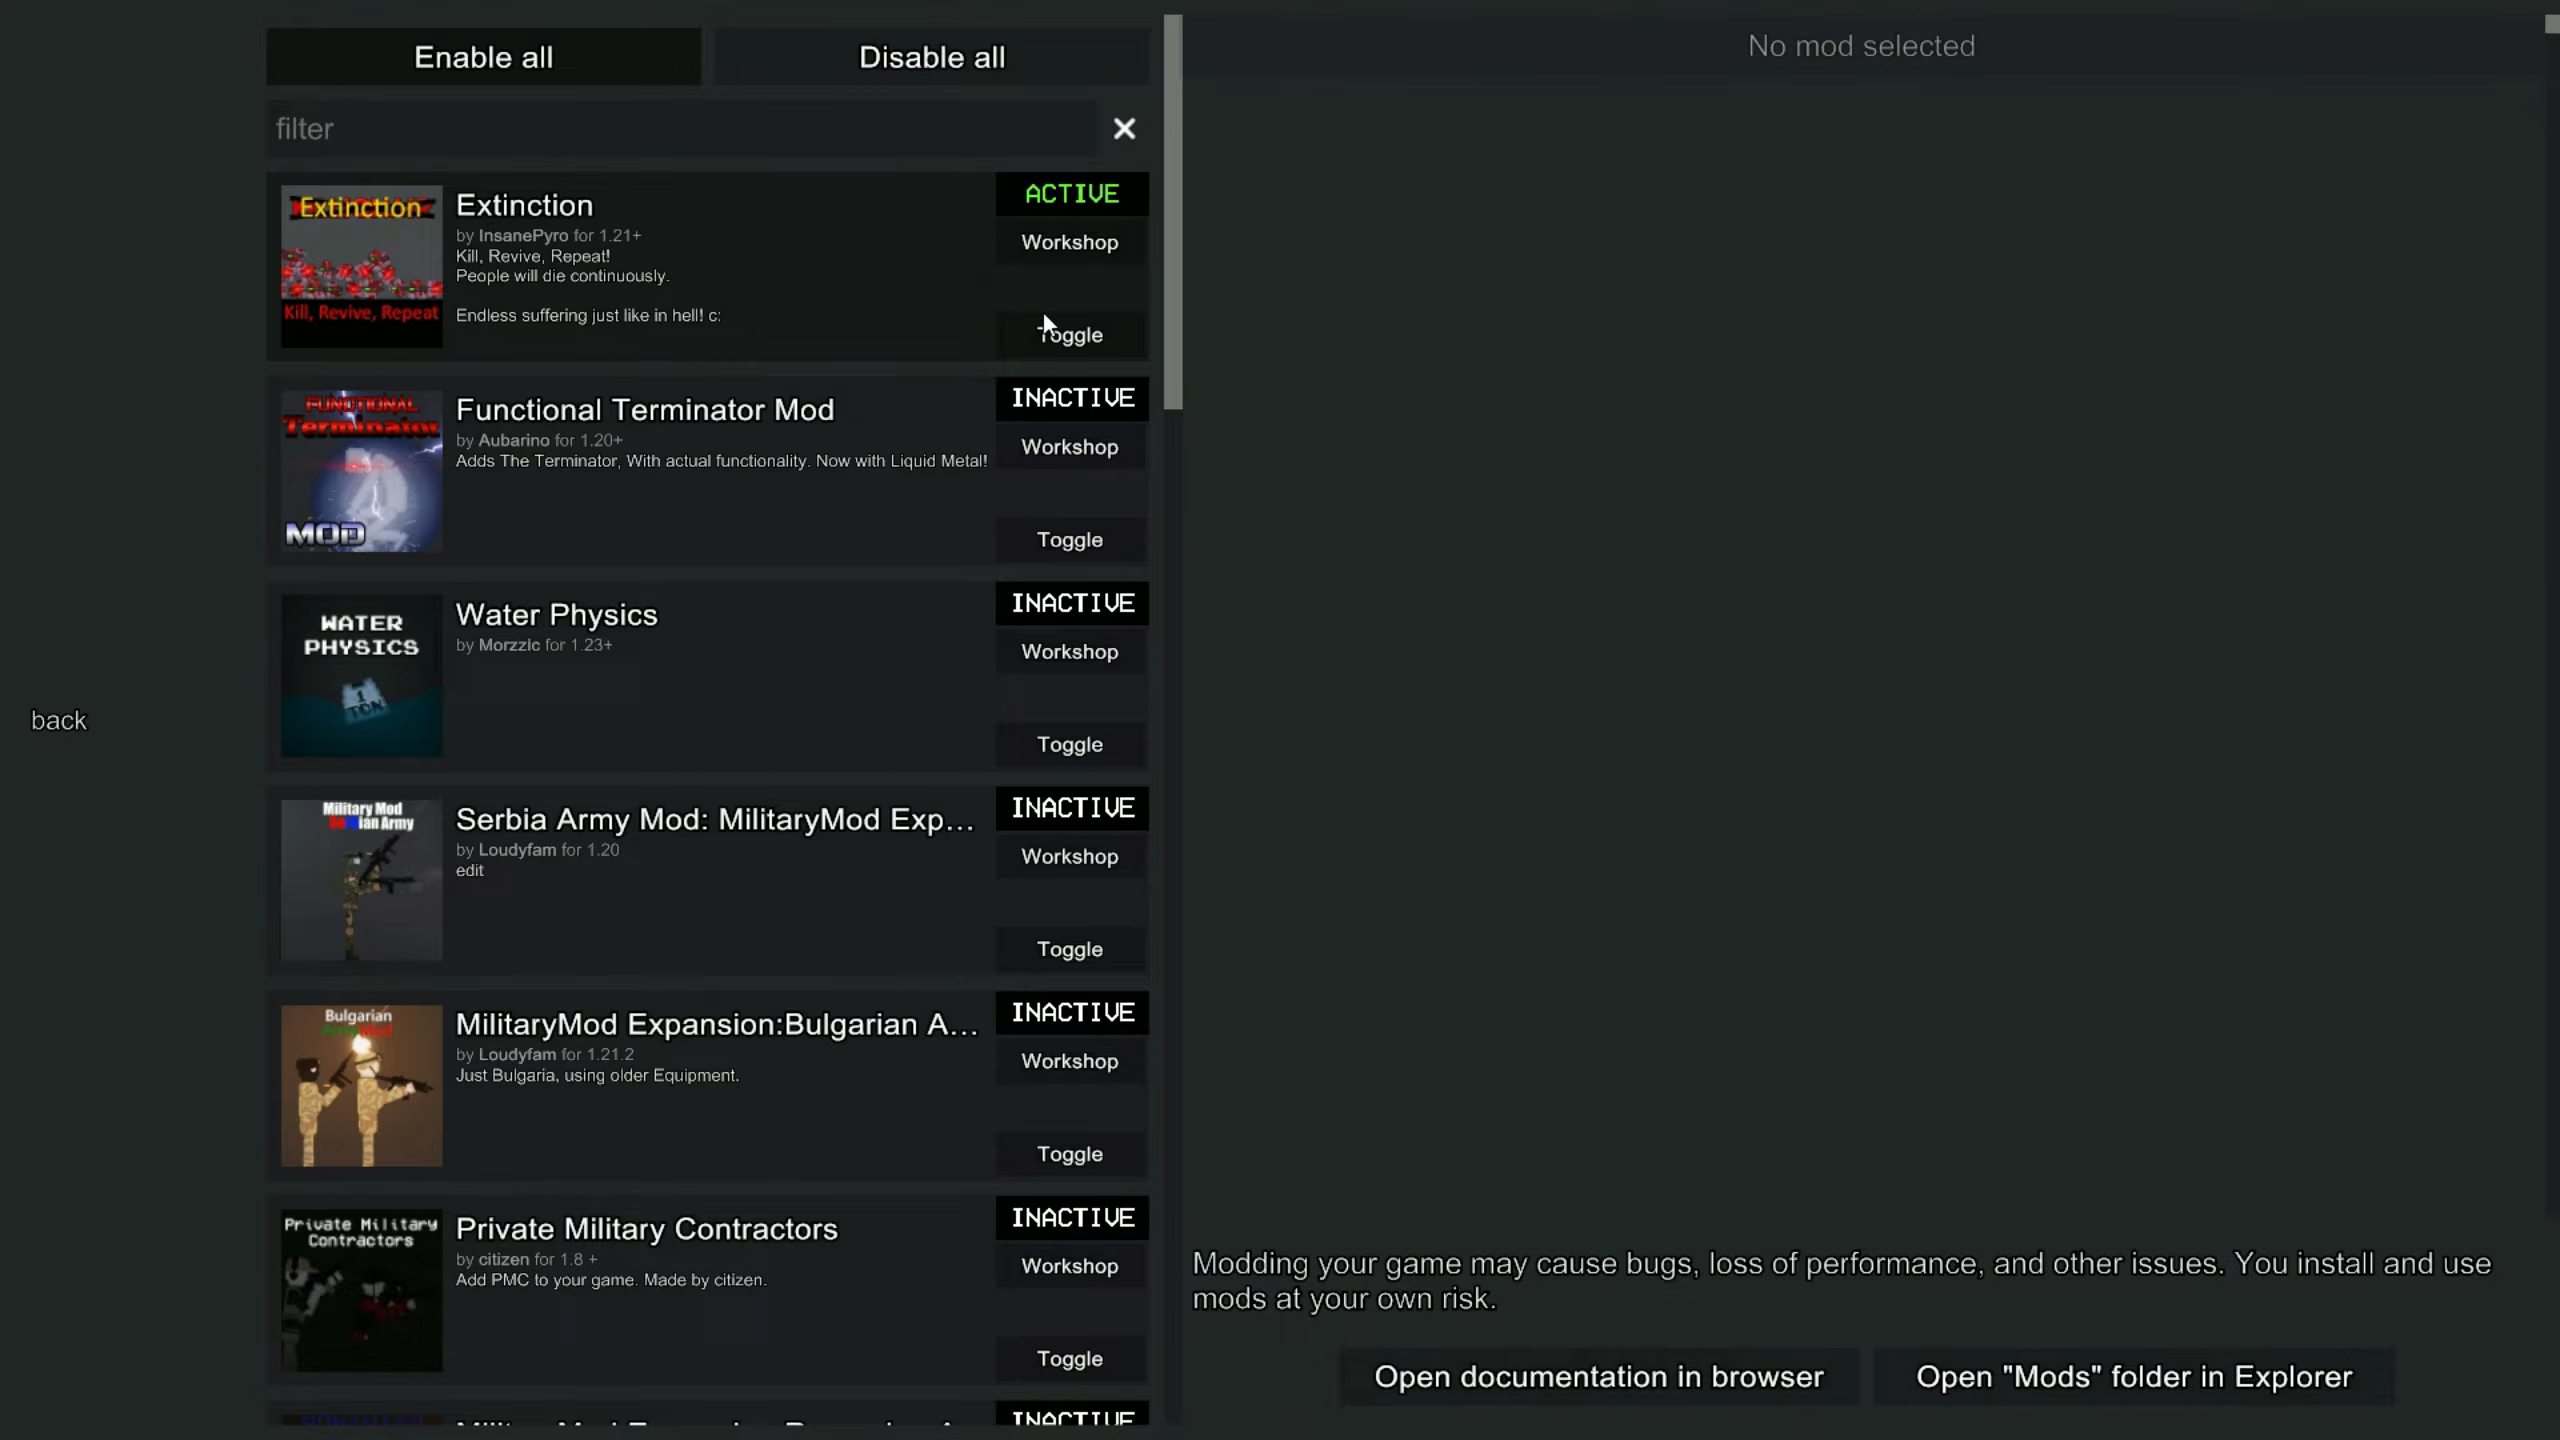 Enable all
Disable all
No mod selected
filter
Extinction
Kill, Revive, Repeat
Extinction
by InsanePyro for 1.21+
Kill, Revive, Repeat!
People will die continuously.
Endless suffering just like in hell! c:
ACTIVE
Workshop
Toggle
FUNCTIONAL
Terminator
MOD
Functional Terminator Mod
by Aubarino for 1.20+
Adds The Terminator, With actual functionality. Now with Liquid Metal!
INACTIVE
Workshop
Toggle
WATER
PHYSICS
1
TON
Water Physics
by Morzzic for 1.23+
INACTIVE
Workshop
Toggle
back
Military Mod
Serbian Army
Serbia Army Mod: MilitaryMod Exp...
by Loudyfam for 1.20
edit
INACTIVE
Workshop
Toggle
Bulgarian
ArmyMod
MilitaryMod Expansion:Bulgarian A...
by Loudyfam for 1.21.2
Just Bulgaria, using older Equipment.
INACTIVE
Workshop
Toggle
Private Military
Contractors
Private Military Contractors
by citizen for 1.8 +
Add PMC to your game. Made by citizen.
INACTIVE
Workshop
Toggle
INACTIVE
Modding your game may cause bugs, loss of performance, and other issues. You install and use
mods at your own risk.
Open documentation in browser
Open "Mods" folder in Explorer